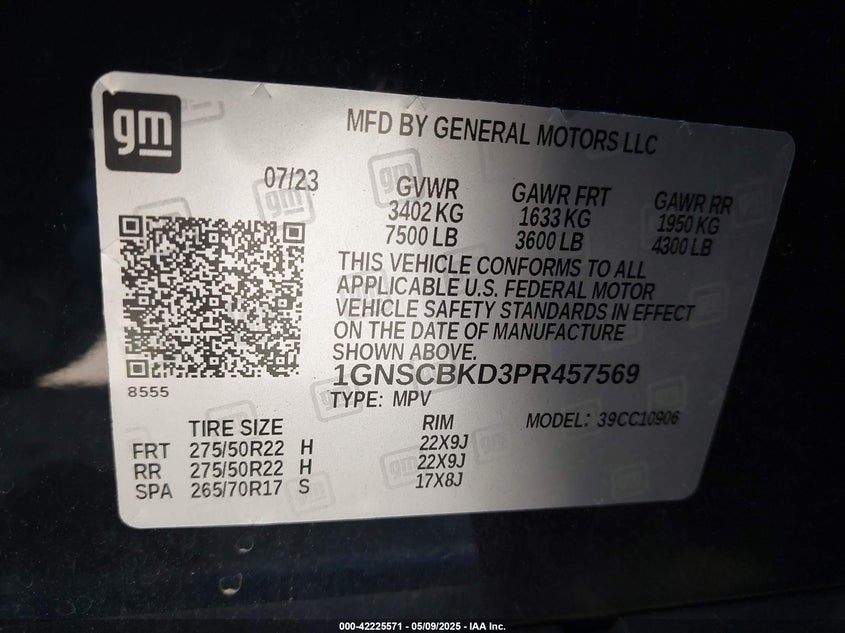 gm
MFD BY GENERAL MOTORS LLC
07/23
GVWR GAWR FRT GAWR RR
3402 KG 1633 KG 1950 KG
7500 LB 3600 LB 4300 LB
THIS VEHICLE CONFORMS TO ALL
APPLICABLE U.S. FEDERAL MOTOR
VEHICLE SAFETY STANDARDS IN EFFECT
ON THE DATE OF MANUFACTURE
SHOWN ABOVE.
1GNSCBKD3PR457569
8555
TYPE: MPV
MODEL: 39CC10906
TIRE SIZE RIM
FRT 275/50R22 H 22X9J
RR 275/50R22 H 22X9J
SPA 265/70R17 S 17X8J
000-42225571 — 05/09/2025 — IAA Inc.